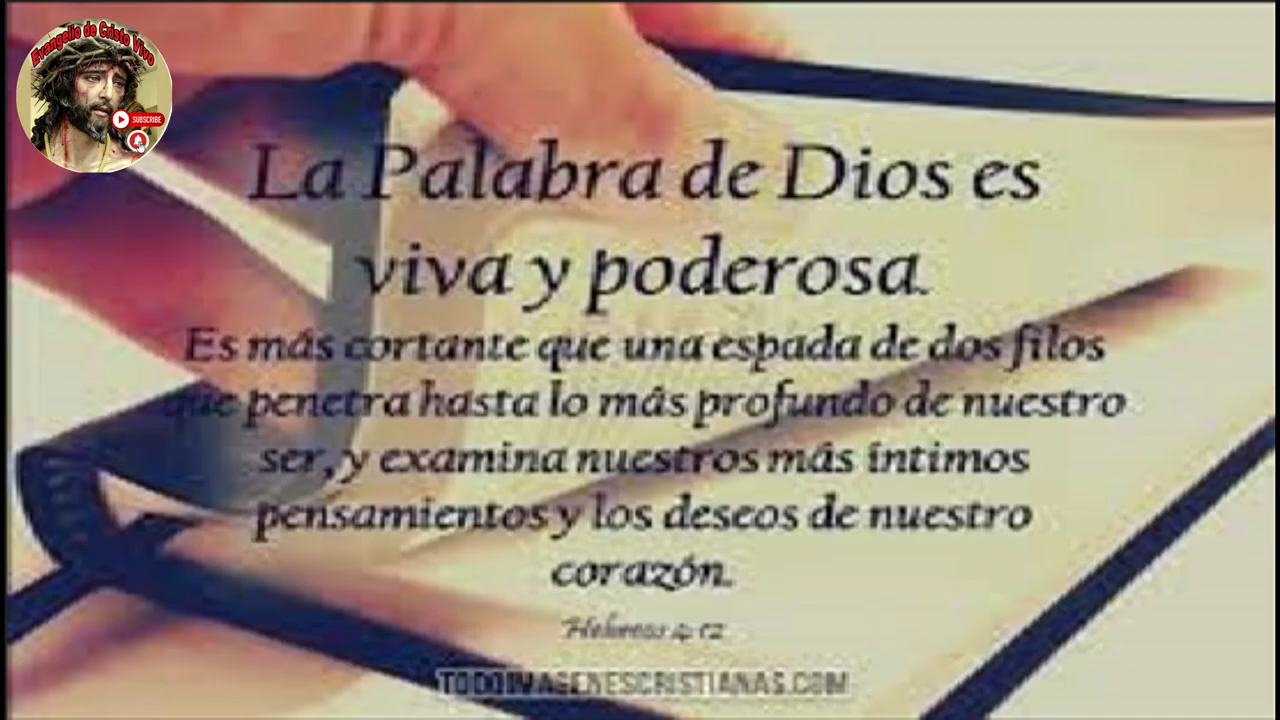 Evangelio de Cristo Vivo
SUBSCRIBE
La Palabra de Dios es
viva y poderosa.
Es más cortante que una espada de dos filos
que penetra hasta lo más profundo de nuestro
ser, y examina nuestros más íntimos
pensamientos y los deseos de nuestro
corazón.
Hebreos 4:12
TODOIMAGENESCRISTIANAS.COM